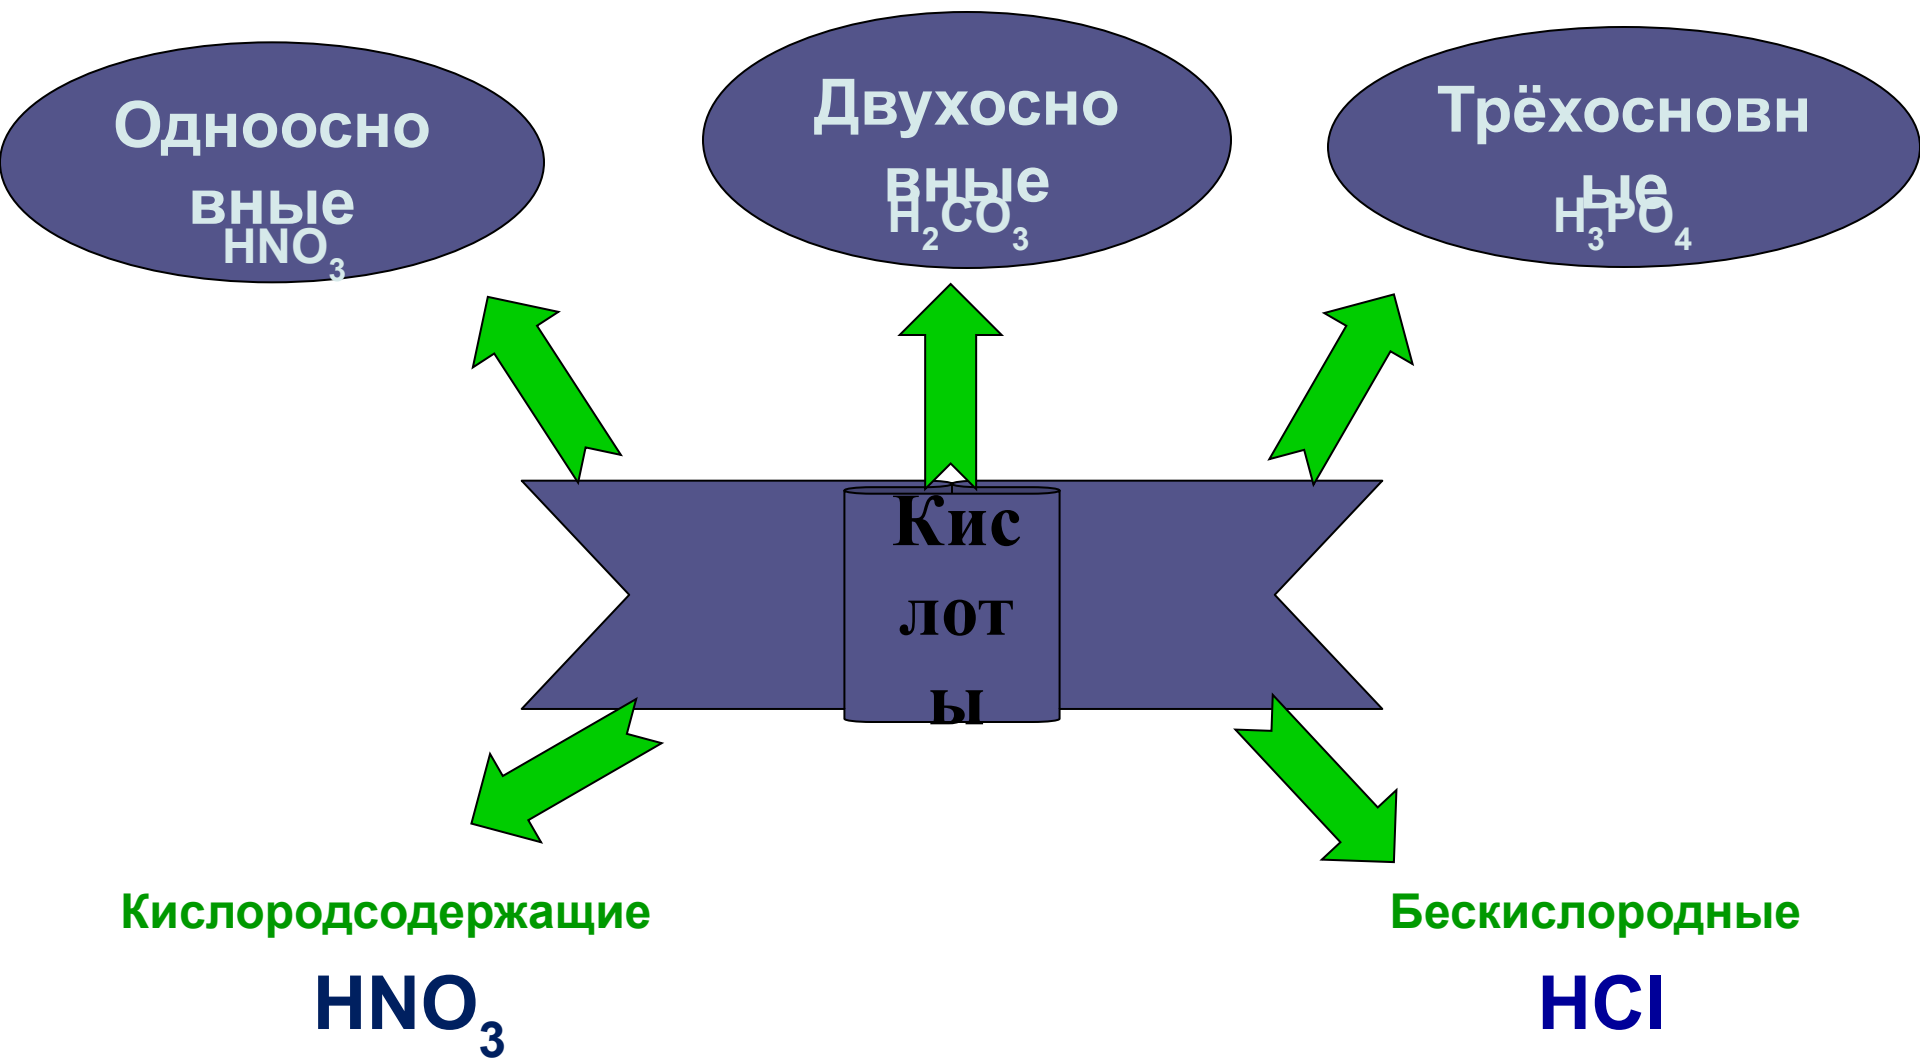 Одноосно
вные
HNO3
Двухосно
вные
H2CO3
Трёхосновн
ые
H3PO4
Кис
лот
ы
Кислородсодержащие
HNO3
Бескислородные
HCl